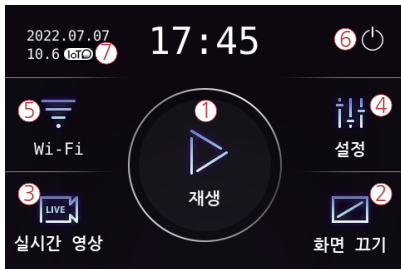 2022.07.07
17:45
⑥
10.6 IoT ⑦
⑤
①
④
Wi-Fi
설정
재생
③
LIVE
②
실시간 영상
화면 끄기